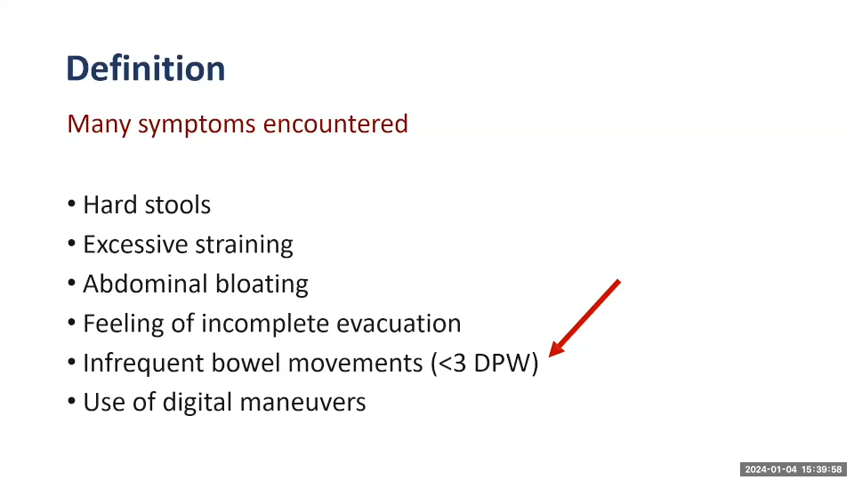 Definition
Many symptoms encountered
• Hard stools
• Excessive straining
• Abdominal bloating
• Feeling of incomplete evacuation
• Infrequent bowel movements (<3 DPW)
• Use of digital maneuvers
2024-01-04 15:39:58